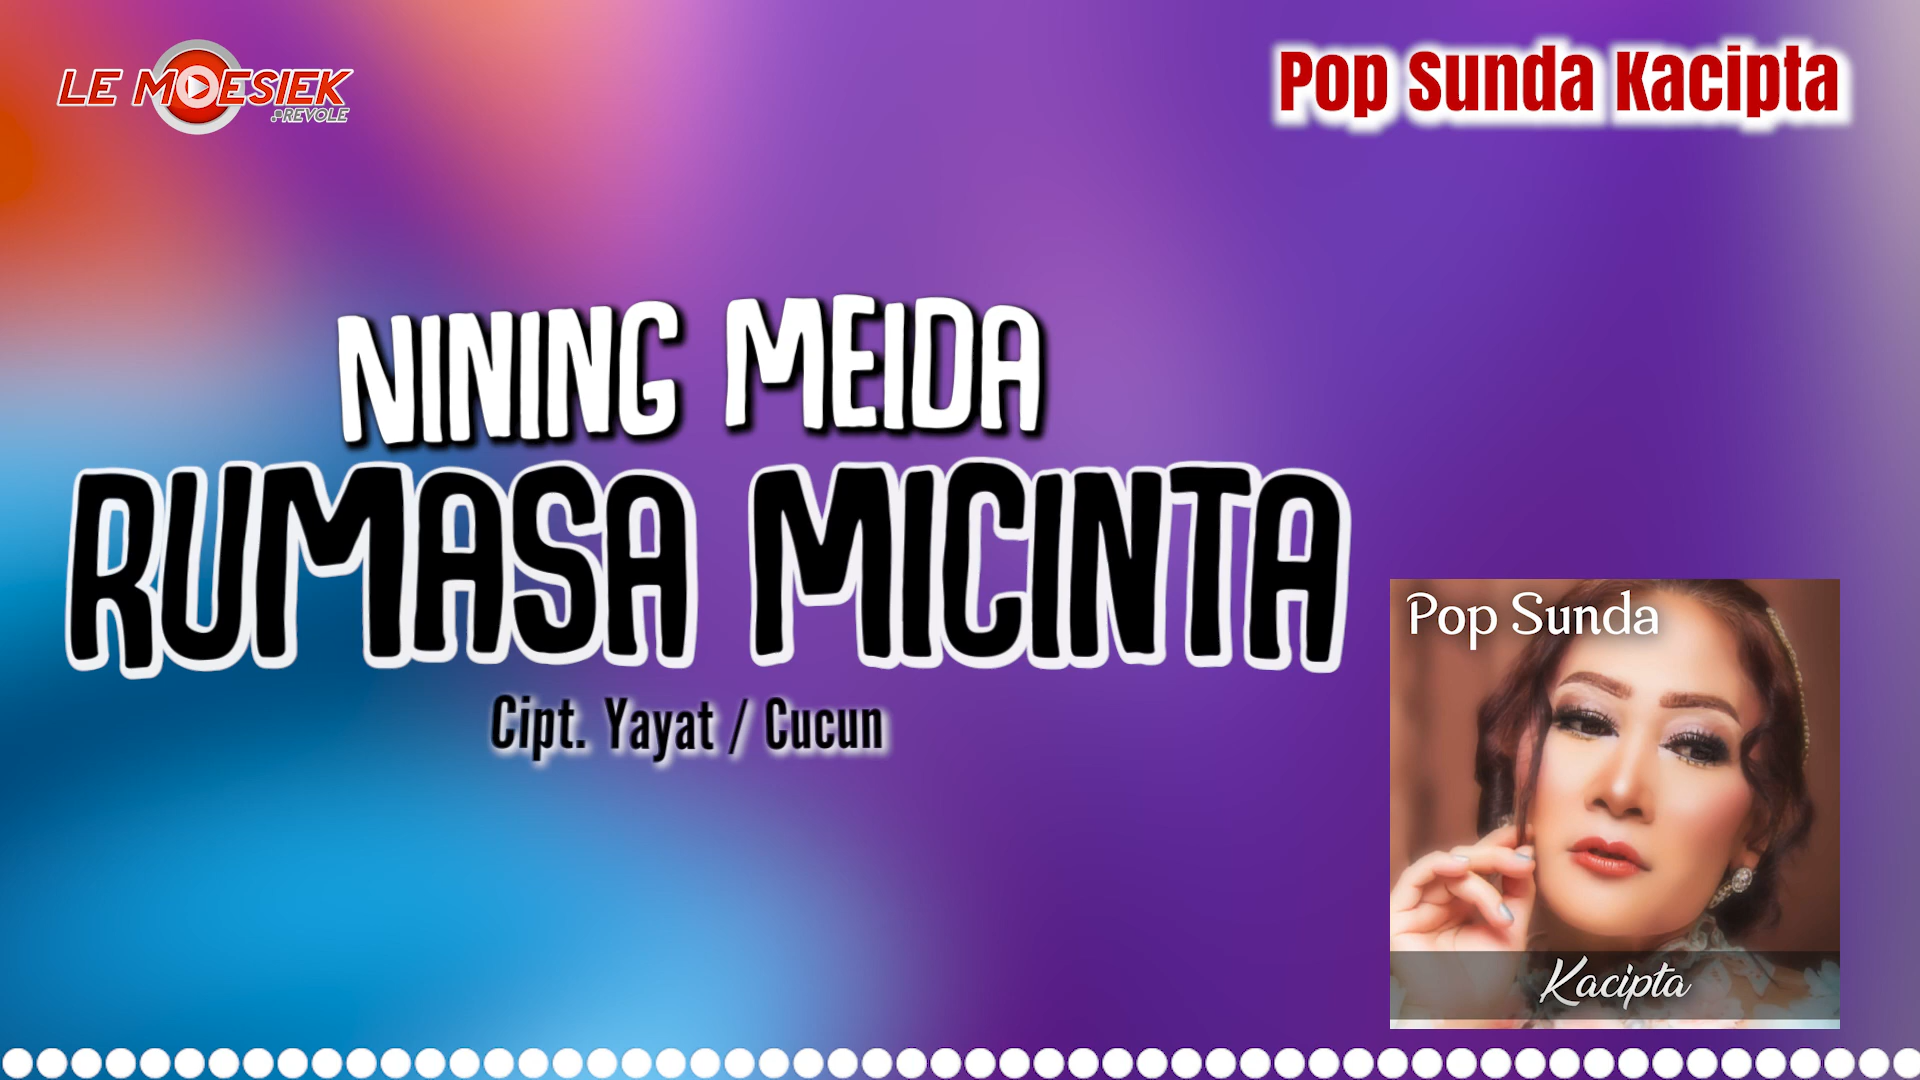 LE MOESIEK
.REVOLE
Pop Sunda Kacipta
NINING MEIDA
RUMASA MICINTA
Cipt. Yayat / Cucun
Pop Sunda
Kacipta